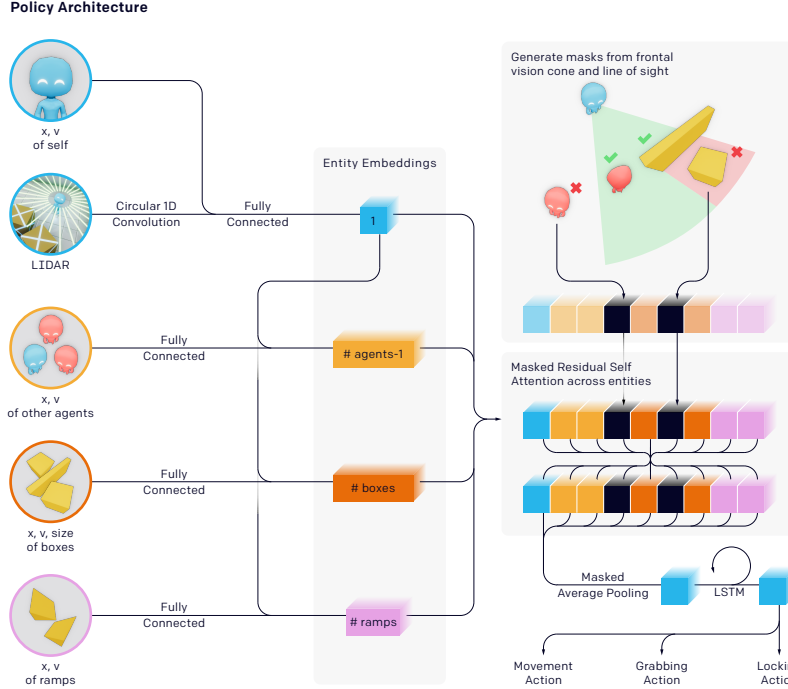 Policy Architecture
x, v
of self
Circular 1D
Convolution
Fully
Connected
LIDAR
Fully
Connected
x, v
of other agents
Fully
Connected
x, v, size
of boxes
Fully
Connected
x, v
of ramps
Entity Embeddings
1
# agents-1
# boxes
# ramps
Generate masks from frontal
vision cone and line of sight
Masked Residual Self
Attention across entities
Masked
Average Pooling
LSTM
Movement
Action
Grabbing
Action